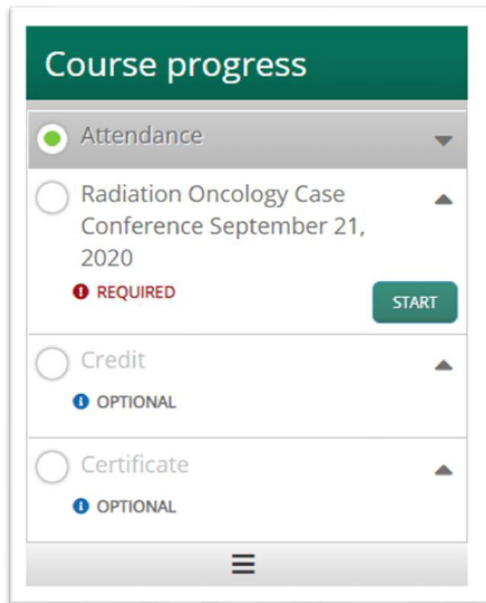 Course progress
Attendance
Radiation Oncology Case
Conference September 21,
2020
REQUIRED
START
Credit
OPTIONAL
Certificate
OPTIONAL